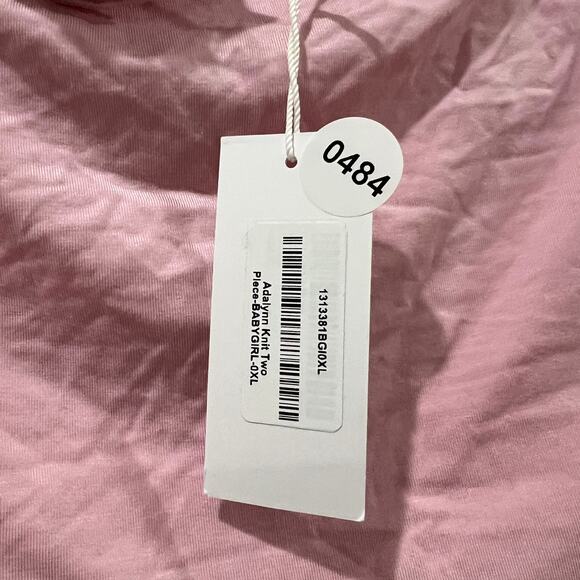 0484
1313381BGI0XL
Adalynn Knit Two
Piece-BABYGIRL-0XL